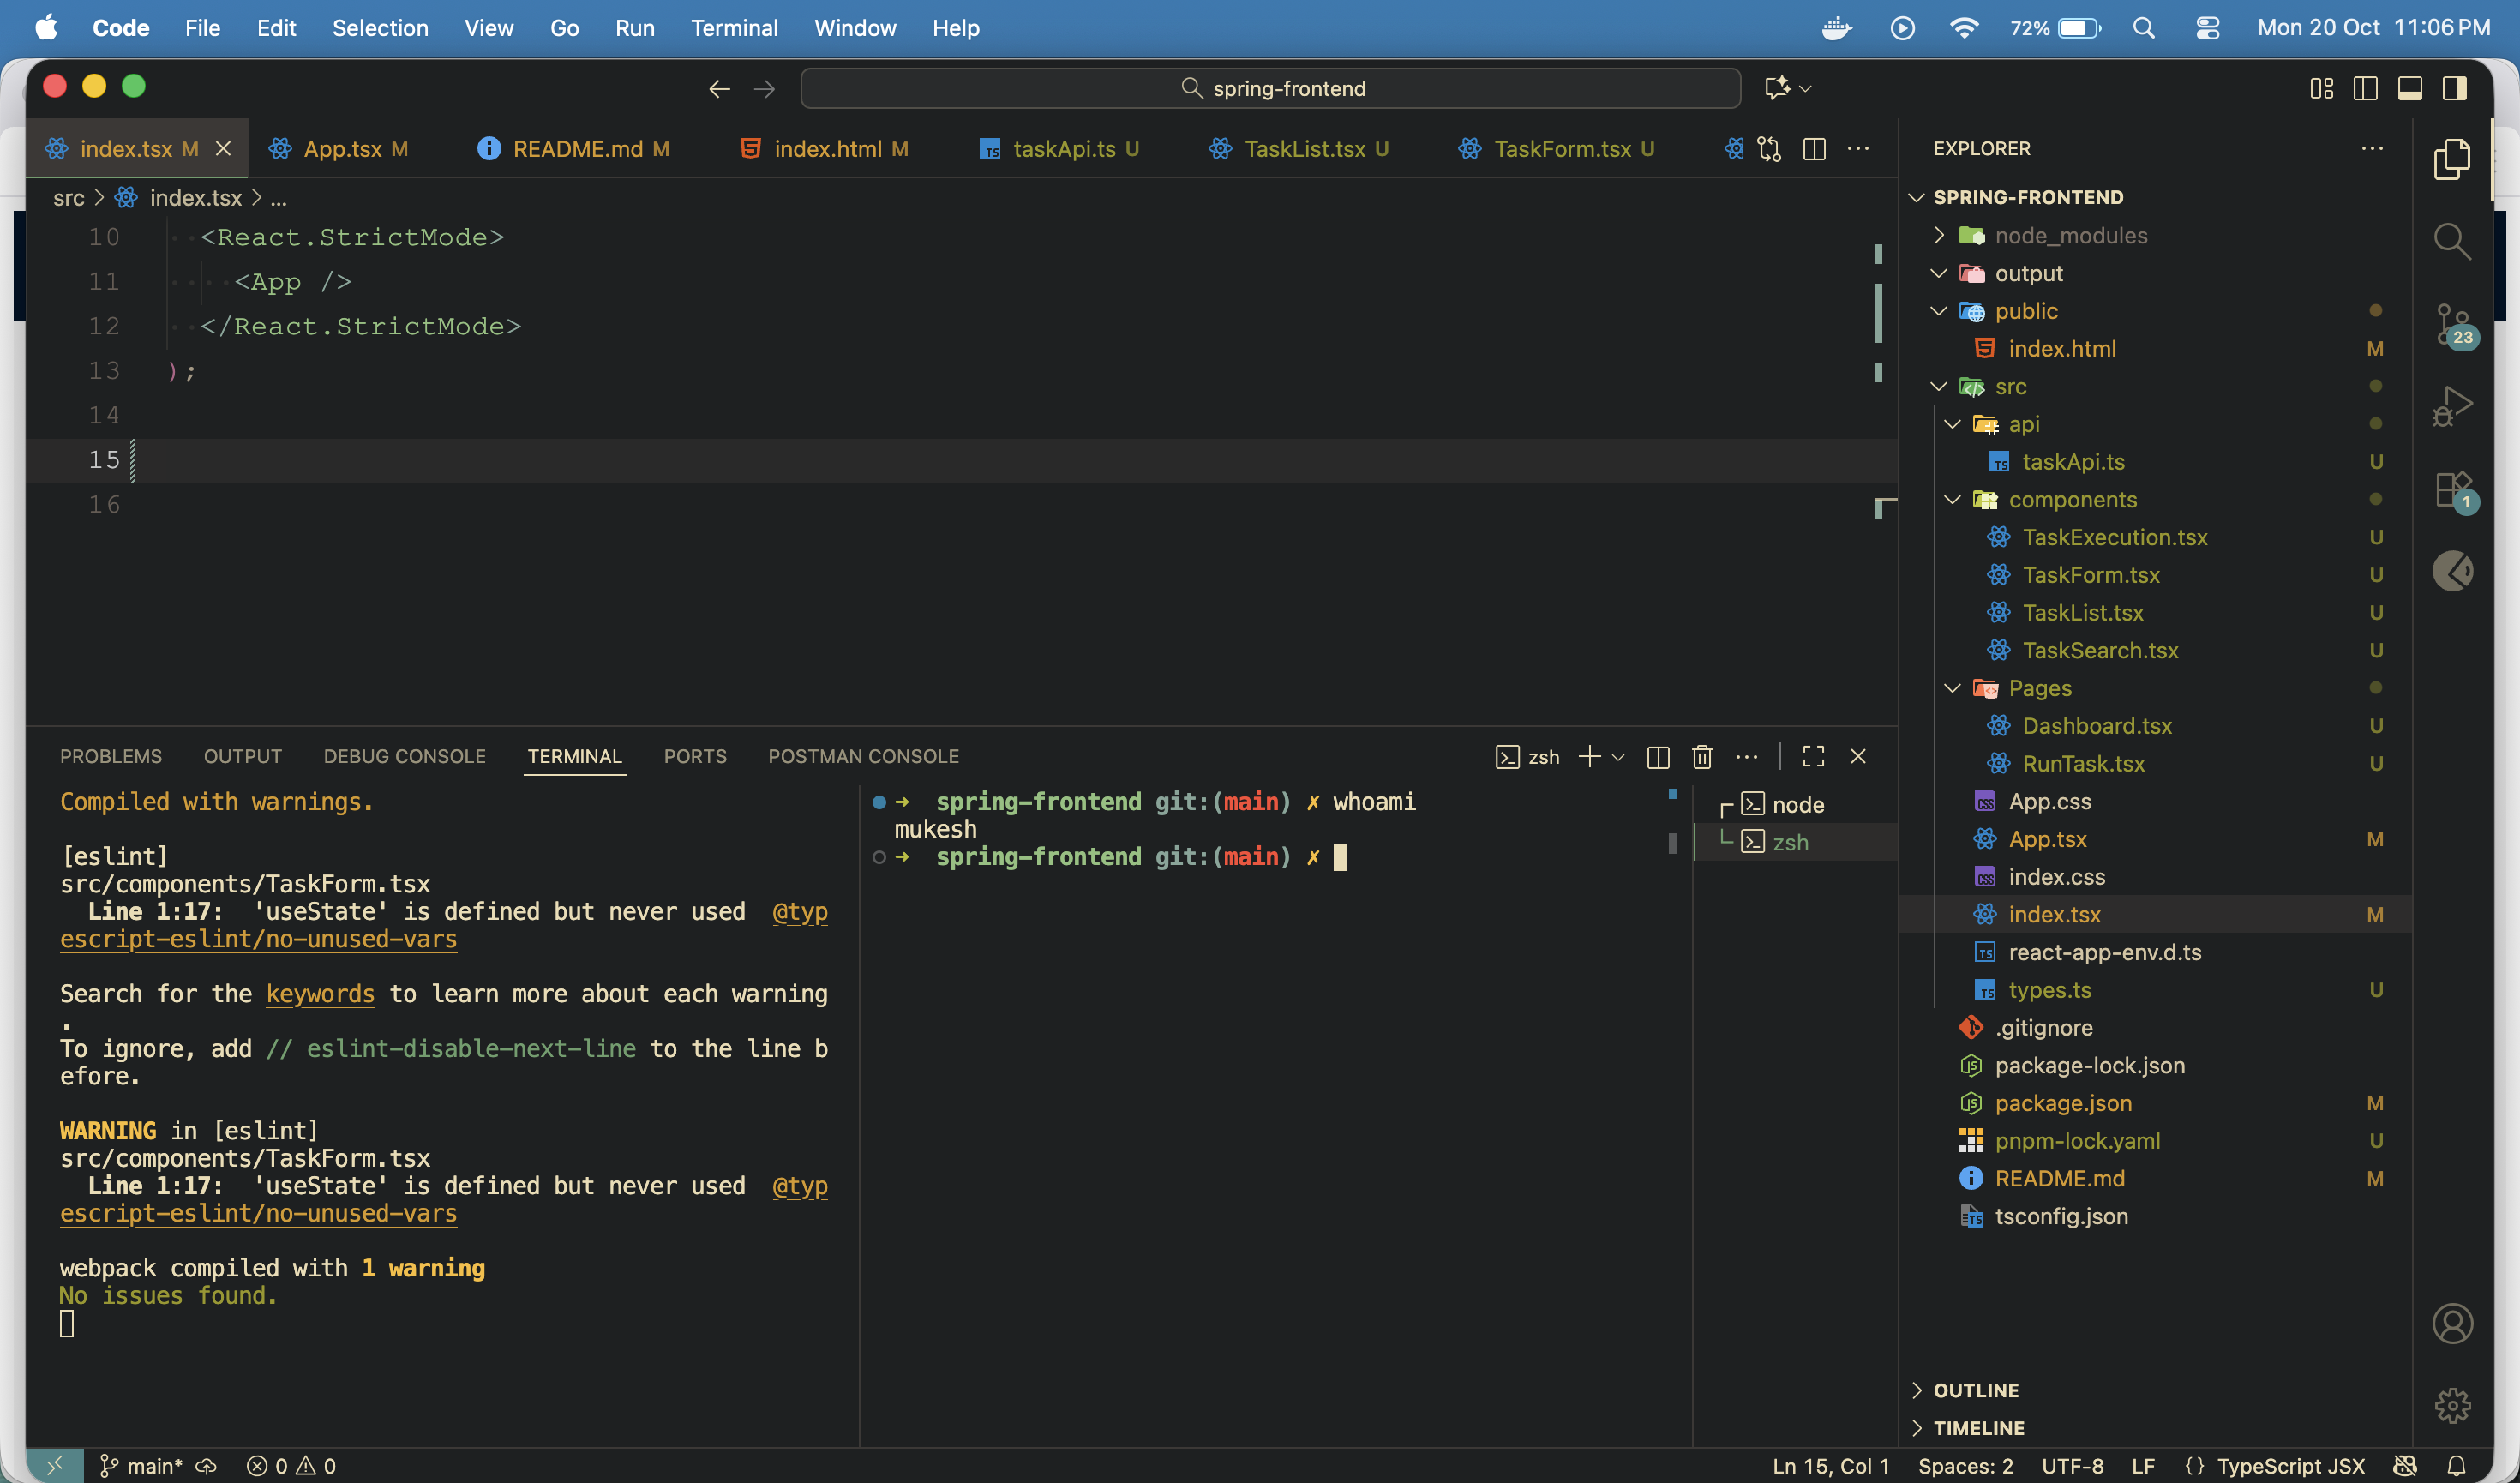 Code File Edit Selection View Go Run Terminal Window Help 72% Mon 20 Oct 11:06 PM
spring-frontend
index.tsx M App.tsx M README.md M index.html M taskApi.ts U TaskList.tsx U TaskForm.tsx U
src > index.tsx > ...
10 <React.StrictMode>
11 <App />
12 </React.StrictMode>
13 );
14
15
16
PROBLEMS OUTPUT DEBUG CONSOLE TERMINAL PORTS POSTMAN CONSOLE zsh
Compiled with warnings.
[eslint]
src/components/TaskForm.tsx
Line 1:17: 'useState' is defined but never used @typ
escript-eslint/no-unused-vars
Search for the keywords to learn more about each warning
.
To ignore, add // eslint-disable-next-line to the line b
efore.
WARNING in [eslint]
src/components/TaskForm.tsx
Line 1:17: 'useState' is defined but never used @typ
escript-eslint/no-unused-vars
webpack compiled with 1 warning
No issues found.
➜ spring-frontend git:(main) ✗ whoami
mukesh
➜ spring-frontend git:(main) ✗
node
zsh
EXPLORER
SPRING-FRONTEND
node_modules
output
public
index.html M
src
api
taskApi.ts U
components
TaskExecution.tsx U
TaskForm.tsx U
TaskList.tsx U
TaskSearch.tsx U
Pages
Dashboard.tsx U
RunTask.tsx U
App.css
App.tsx M
index.css
index.tsx M
react-app-env.d.ts
types.ts U
.gitignore
package-lock.json
package.json M
pnpm-lock.yaml U
README.md M
tsconfig.json
OUTLINE
TIMELINE
23
1
main* 0 0 Ln 15, Col 1 Spaces: 2 UTF-8 LF {} TypeScript JSX